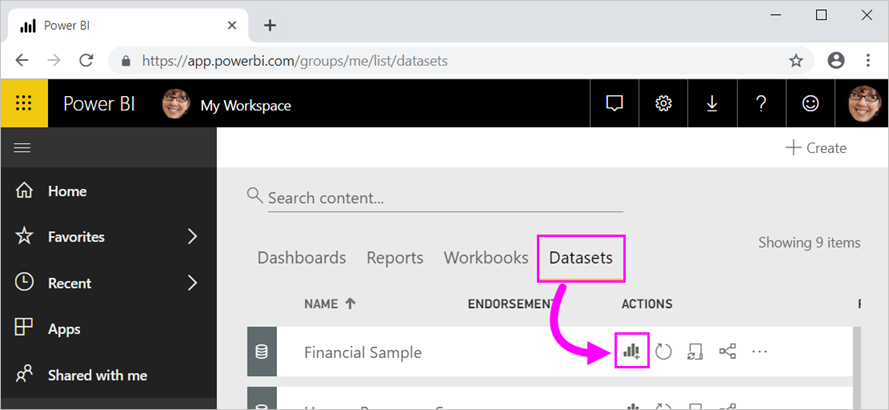 Power BI
https://app.powerbi.com/groups/me/list/datasets
Power BI My Workspace
Create
Home
Search content...
Favorites
Showing 9 items
Dashboards Reports Workbooks Datasets
Recent
NAME ENDORSEMENT ACTIONS
Apps
Financial Sample
Shared with me